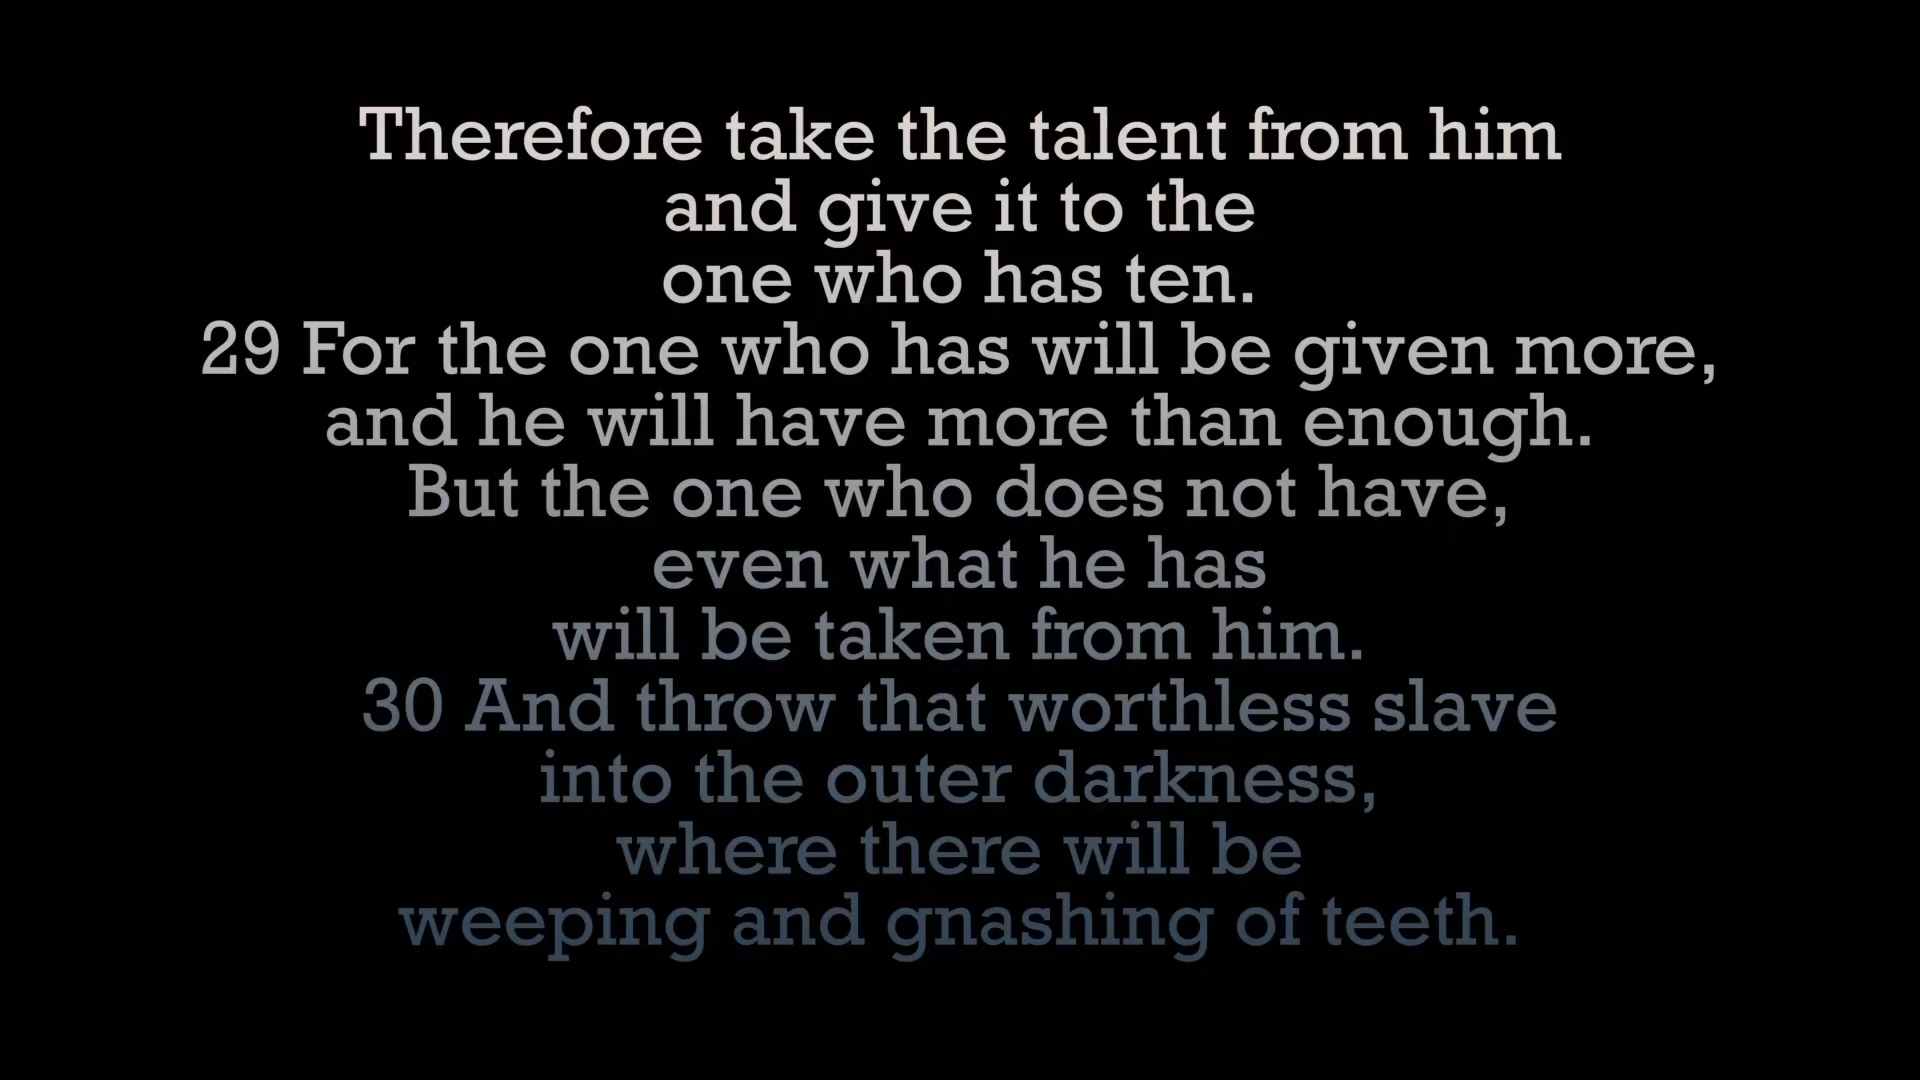 Therefore take the talent from him
and give it to the
one who has ten.
29 For the one who has will be given more,
and he will have more than enough.
But the one who does not have,
even what he has
will be taken from him.
30 And throw that worthless slave
into the outer darkness,
where there will be
weeping and gnashing of teeth.